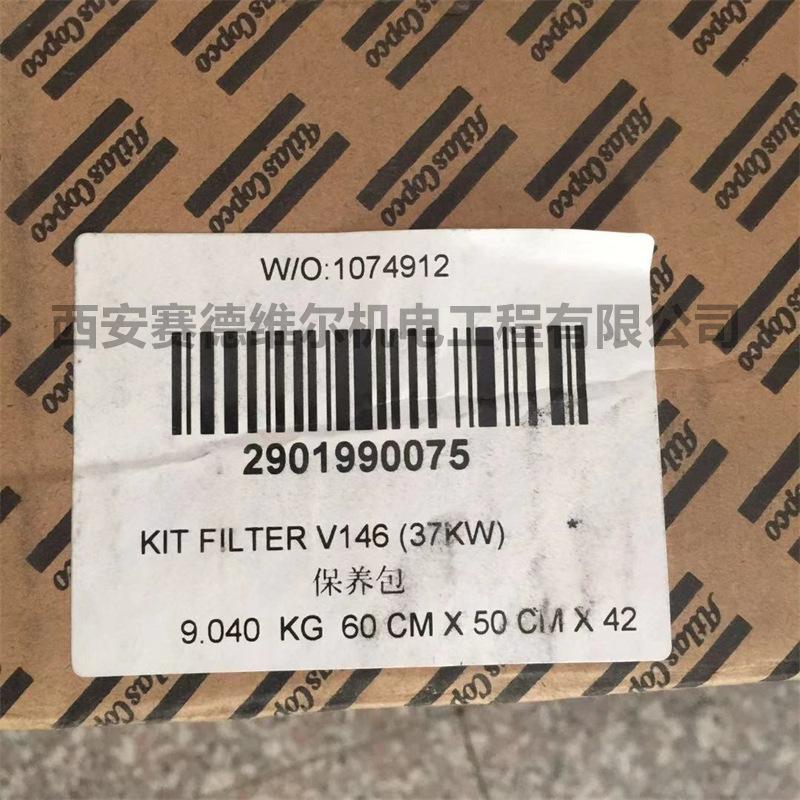 Atlas Copco
W/O:1074912
西安赛德维尔机电工程有限公司
2901990075
KIT FILTER V146 (37KW)
保养包
9.040 KG 60 CM X 50 CM X 42